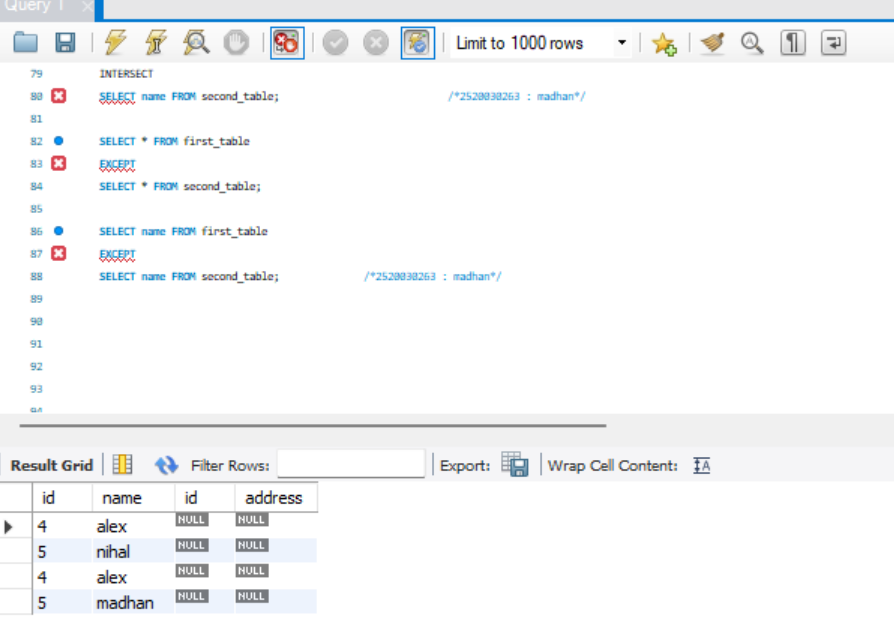 Query 1
Limit to 1000 rows
79 INTERSECT
80 SELECT name FROM second_table; /*2520030263 : madhan*/
81
82 SELECT * FROM first_table
83 EXCEPT
84 SELECT * FROM second_table;
85
86 SELECT name FROM first_table
87 EXCEPT
88 SELECT name FROM second_table; /*2520030263 : madhan*/
89
90
91
92
93
94
Result Grid Filter Rows: Export: Wrap Cell Content: IA
id name id address
4 alex NULL NULL
5 nihal NULL NULL
4 alex NULL NULL
5 madhan NULL NULL